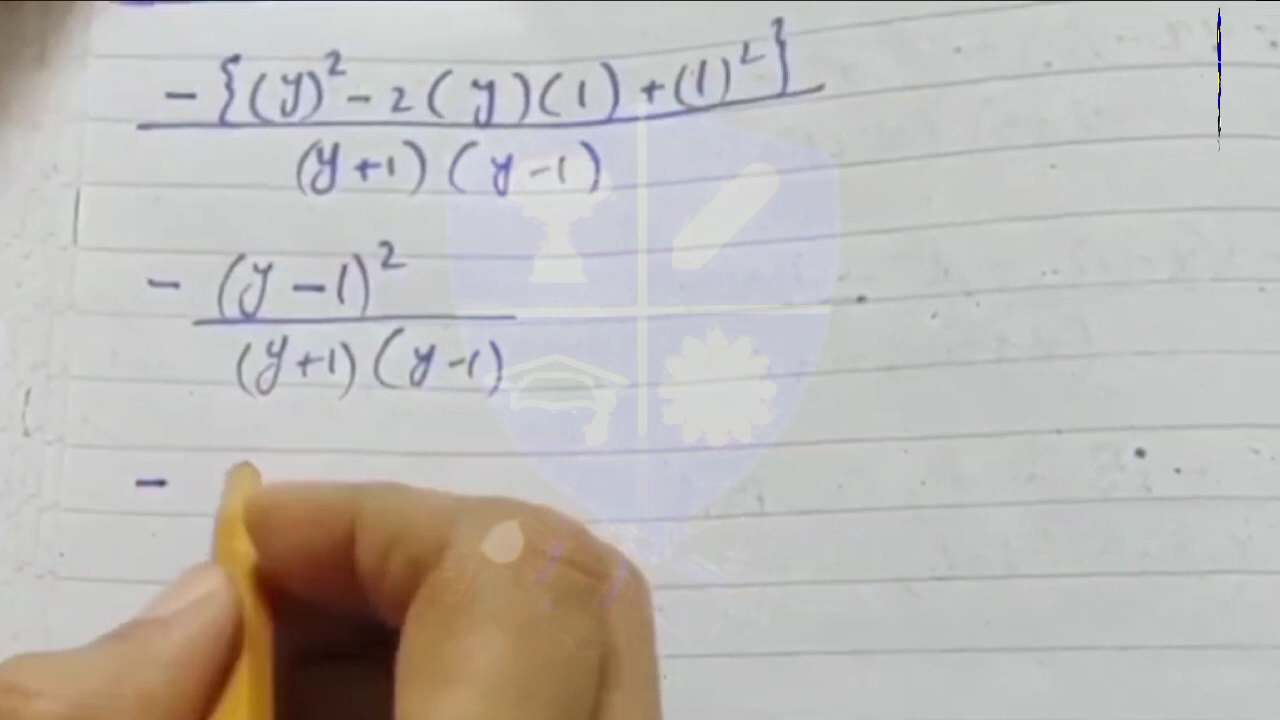 - {(y)² - 2(y)(1) + (1)²}
(y+1) (y-1)
- (y-1)²
(y+1) (y-1)
-